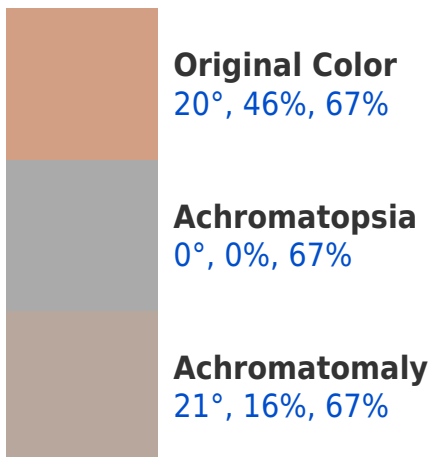 Original Color
20°, 46%, 67%
Achromatopsia
0°, 0%, 67%
Achromatomaly
21°, 16%, 67%